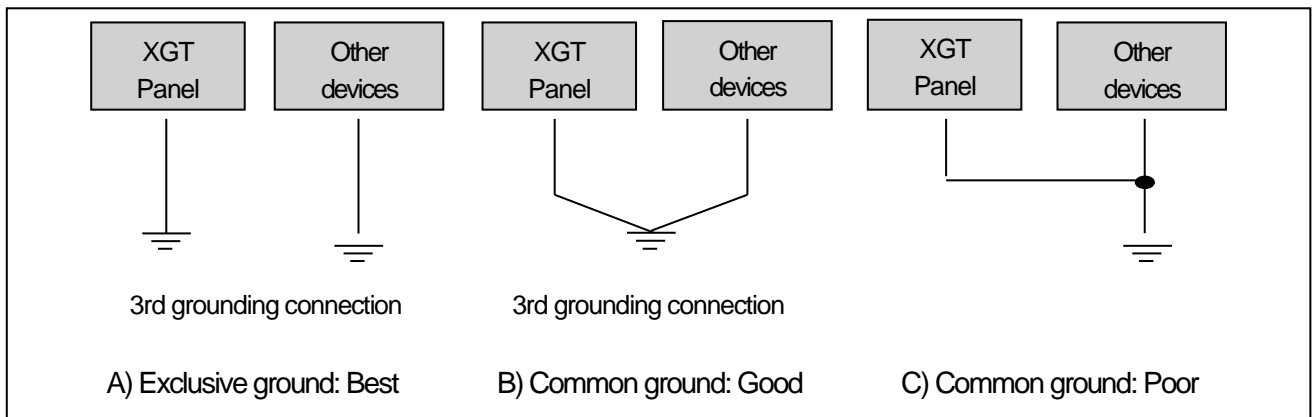 XGT
Panel
Other
devices
XGT
Panel
Other
devices
XGT
Panel
Other
devices
3rd grounding connection
3rd grounding connection
A) Exclusive ground: Best
B) Common ground: Good
C) Common ground: Poor